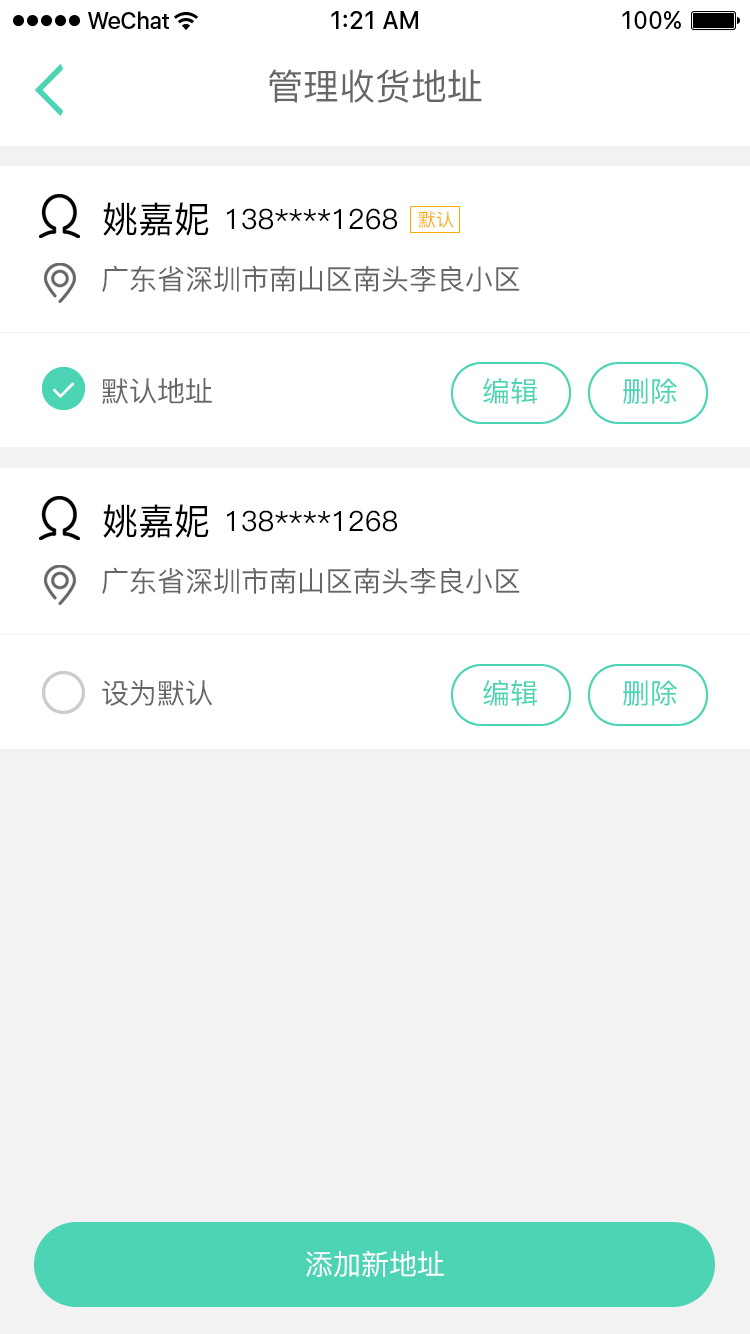 WeChat 1:21 AM 100%
管理收货地址
姚嘉妮 138****1268 默认
广东省深圳市南山区南头李良小区
默认地址 编辑 删除
姚嘉妮 138****1268
广东省深圳市南山区南头李良小区
设为默认 编辑 删除
添加新地址